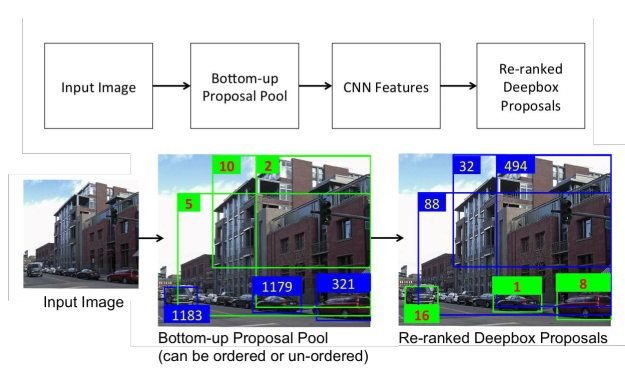 Input Image
Bottom-up
Proposal Pool
CNN Features
Re-ranked
Deepbox
Proposals
10
2
5
1179
321
1183
32
494
88
1
8
16
Input Image
Bottom-up Proposal Pool
(can be ordered or un-ordered)
Re-ranked Deepbox Proposals